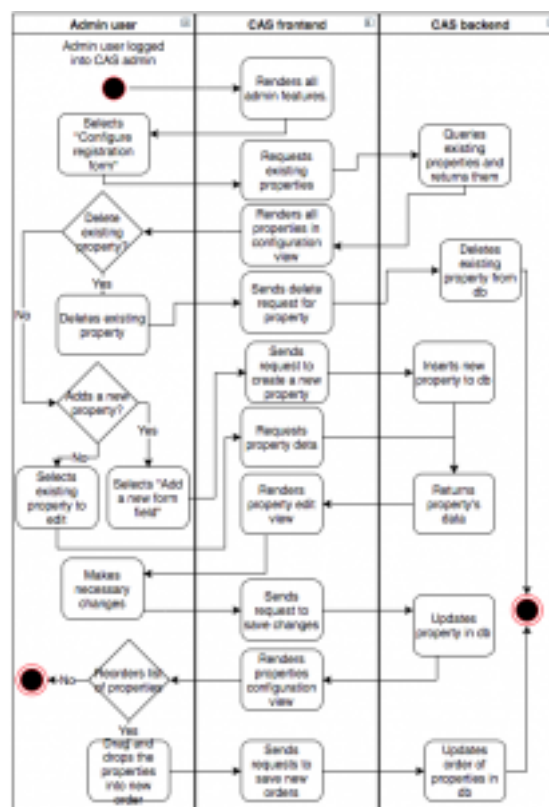 Admin user
CAS frontend
CAS backend
Admin user logged
into CAS admin
Renders all
admin features.
Selects
"Configure
registration form"
Queries
existing
properties and
returns them
Requests
existing
properties
Delete
existing
property?
Renders all
properties in
configuration
view
Deletes
existing
property from
db
Yes
Deletes existing
property
Sends delete
request for
property
No
Adds a new
property?
Sends
request to
create a new
property
Inserts new
property to db
Yes
No
Requests
property data
Selects
existing
property to
edit
Selects "Add
a new form
field"
Renders
property edit
view
Returns
property's
data
Makes
necessary
changes
Sends
request to
save changes
Updates
property in db
Reorders list
of properties
No
Renders
properties
configuration
view
Yes
Drag and
drops the
properties into
new order
Sends
requests to
save new
orders
Updates
order of
properties in
db